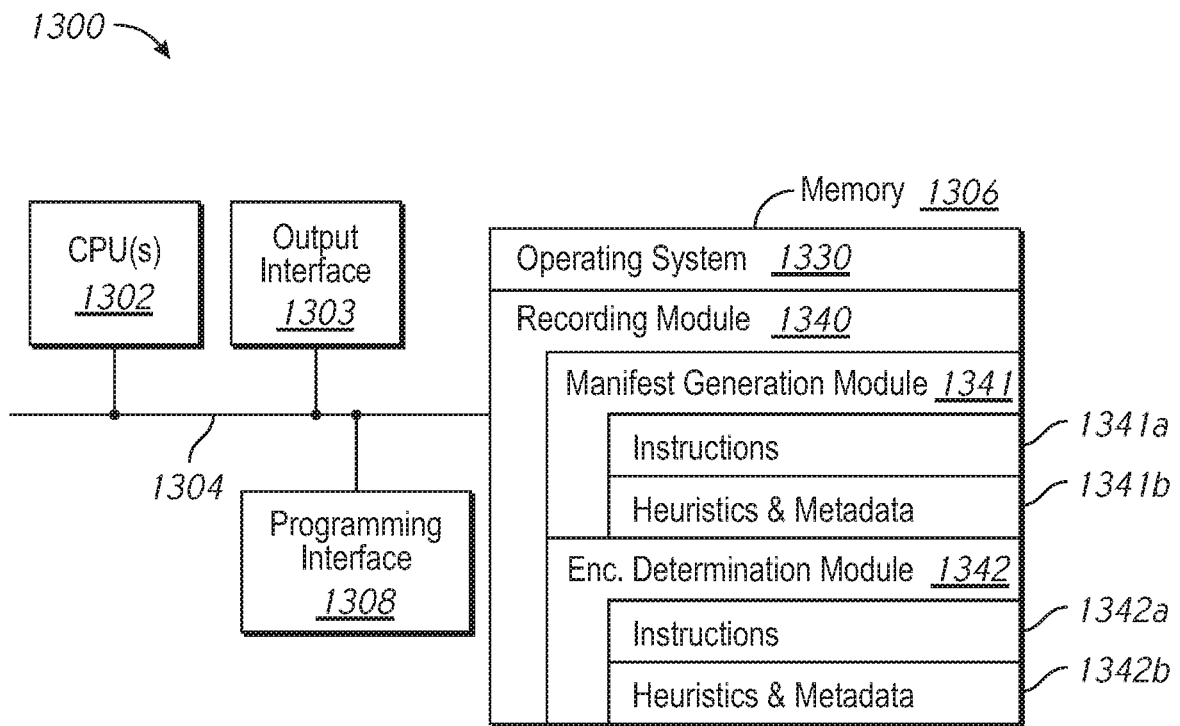 1300
Memory 1306
CPU(s)
1302
Output
Interface
1303
Operating System 1330
Recording Module 1340
Manifest Generation Module 1341
Instructions
1341a
Heuristics & Metadata
1341b
1304
Programming
Interface
1308
Enc. Determination Module 1342
Instructions
1342a
Heuristics & Metadata
1342b